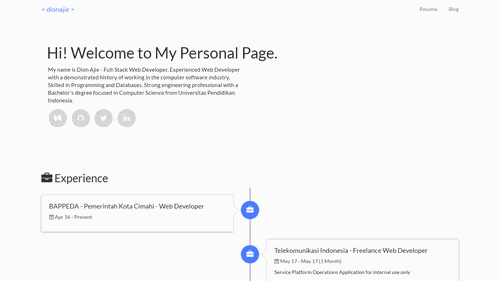 < dionajie >
Resume
Blog
Hi! Welcome to My Personal Page.
My name is Dion Ajie - Full-Stack Web Developer. Experienced Web Developer
with a demonstrated history of working in the computer software industry.
Skilled in Programming and Databases, Strong engineering professional with a
Bachelor's degree focused in Computer Science from Universitas Pendidikan
Indonesia.
Experience
BAPPEDA - Pemerintah Kota Cimahi - Web Developer
Apr 16 - Present
Telekomunikasi Indonesia - Freelance Web Developer
May 17 - May 17 (1 Month)
Service Platform Operations Application for internal use only